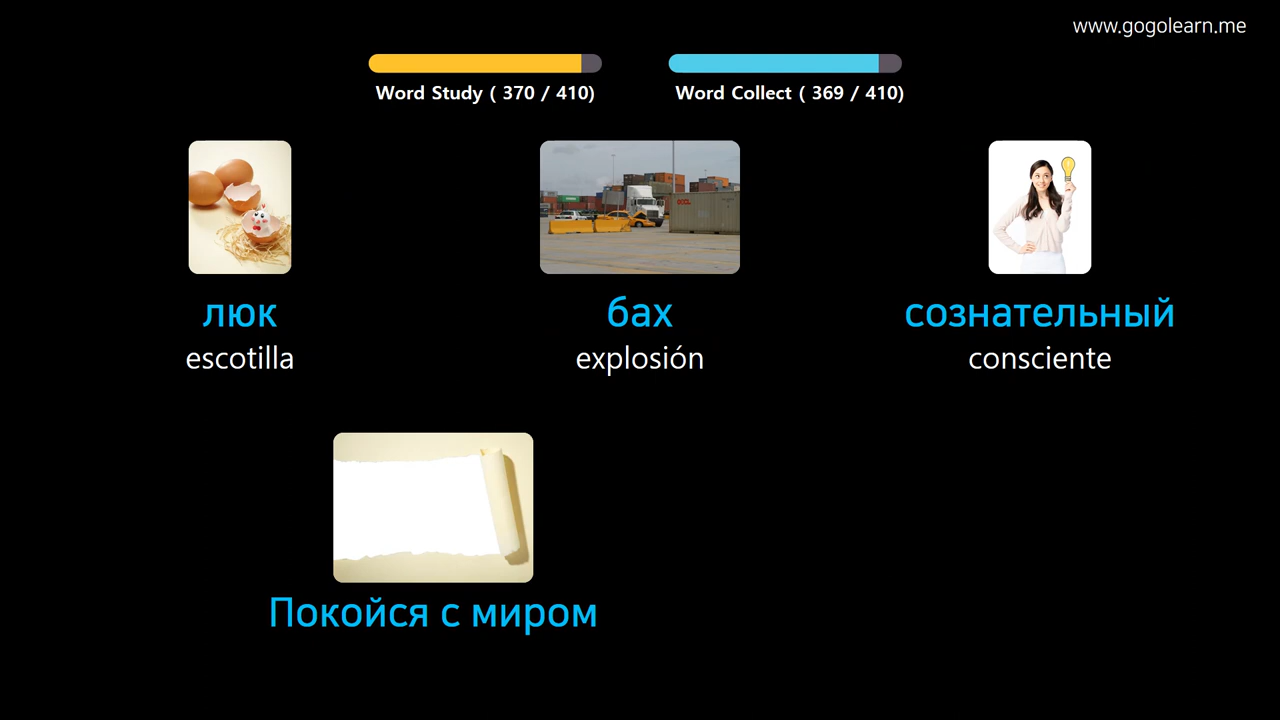 www.gogolearn.me
Word Study ( 370 / 410)
Word Collect ( 369 / 410)
люк
escotilla
бах
explosión
сознательный
consciente
Покойся с миром